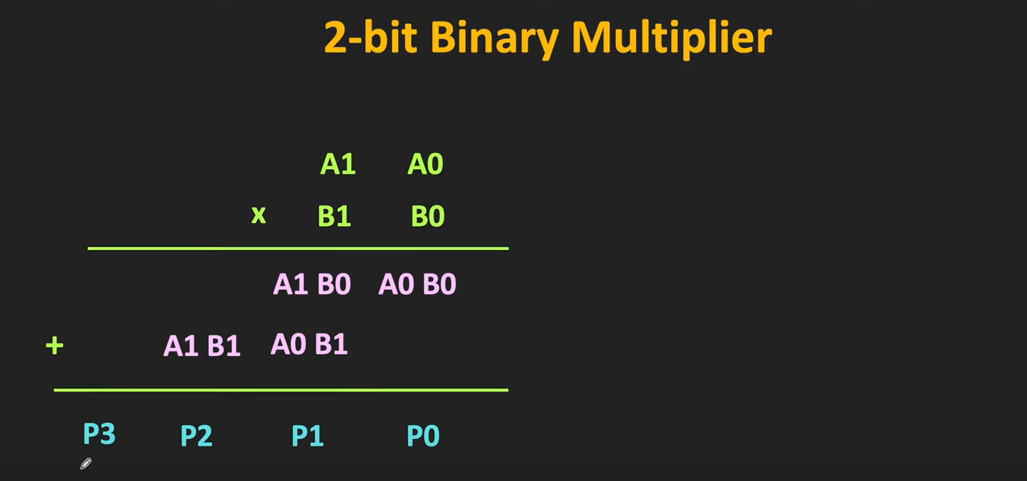 2-bit Binary Multiplier
A1 A0
x B1 B0
A1 B0 A0 B0
+ A1 B1 A0 B1
P3 P2 P1 P0